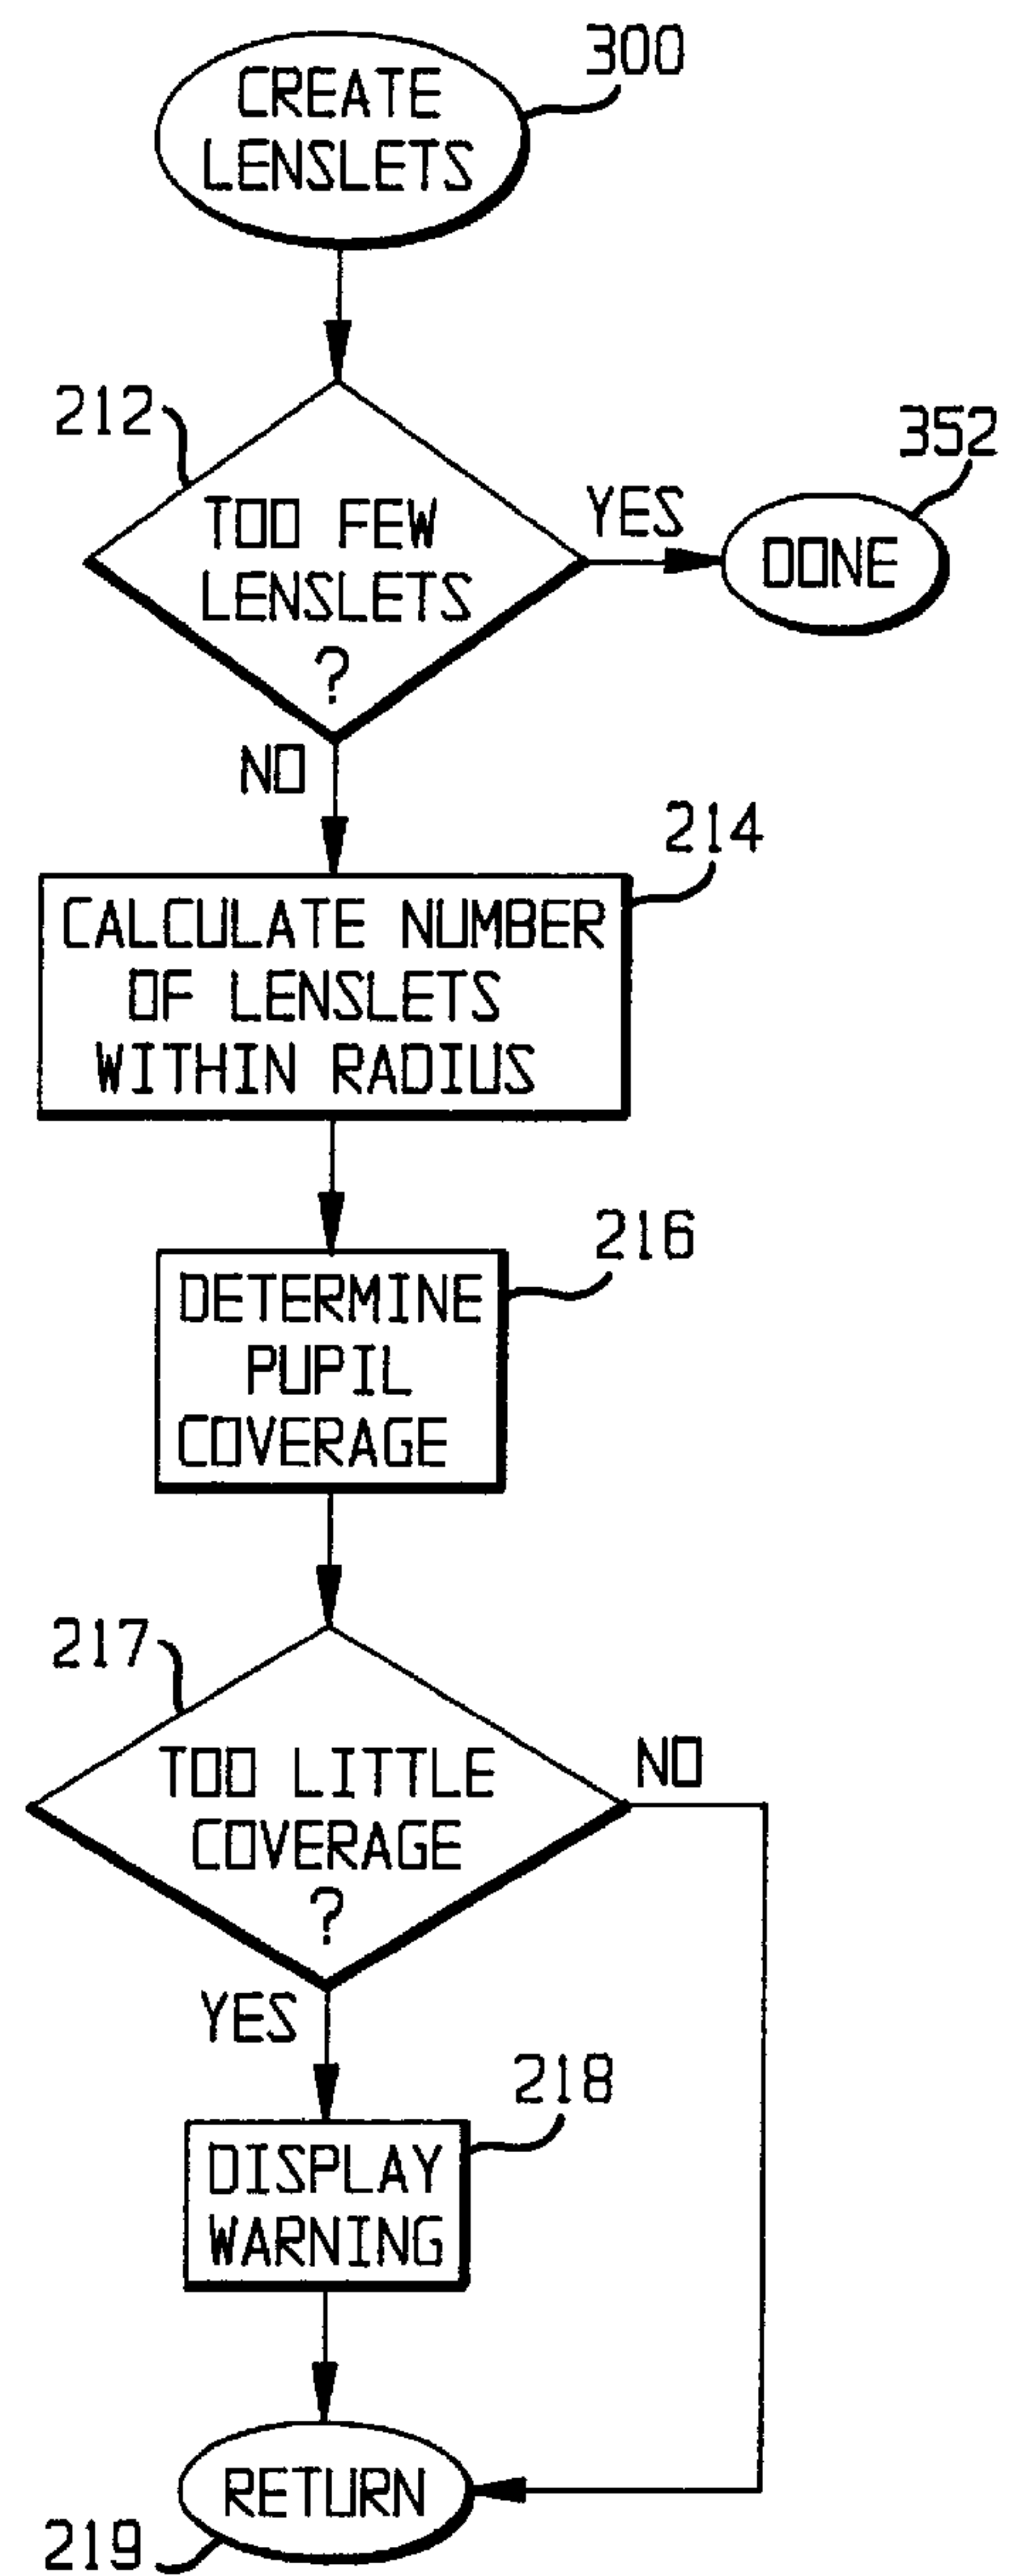 300
CREATE
LENSLETS
212
TOO FEW
LENSLETS
?
YES
352
DONE
NO
214
CALCULATE NUMBER
OF LENSLETS
WITHIN RADIUS
216
DETERMINE
PUPIL
COVERAGE
217
TOO LITTLE
COVERAGE
?
NO
YES
218
DISPLAY
WARNING
RETURN
219